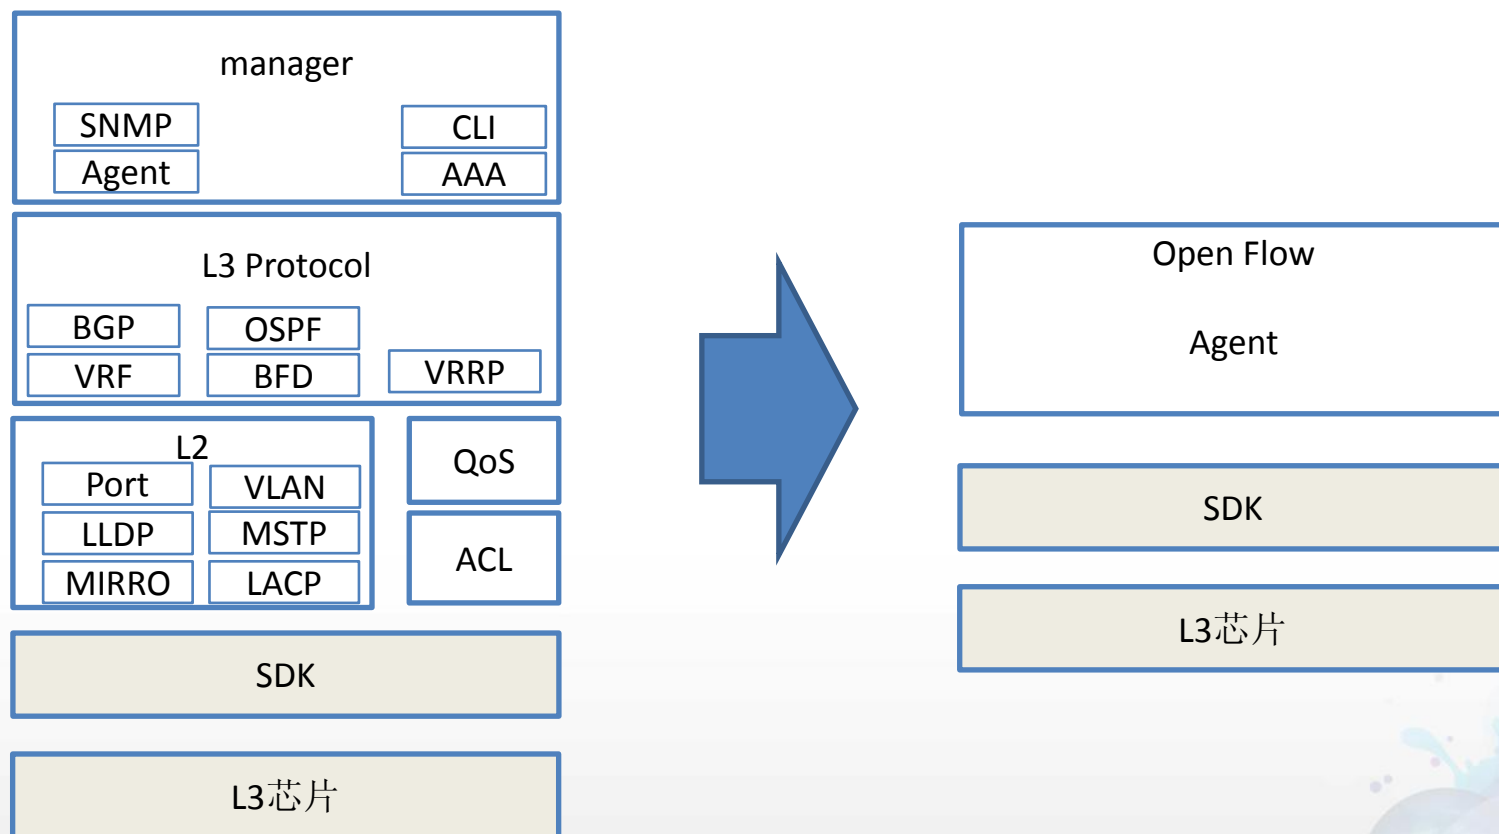 manager
SNMP
CLI
Agent
AAA
L3 Protocol
BGP
OSPF
VRF
BFD
VRRP
L2
Port
VLAN
LLDP
MSTP
MIRRO
LACP
QoS
ACL
SDK
L3芯片
Open Flow
Agent
SDK
L3芯片